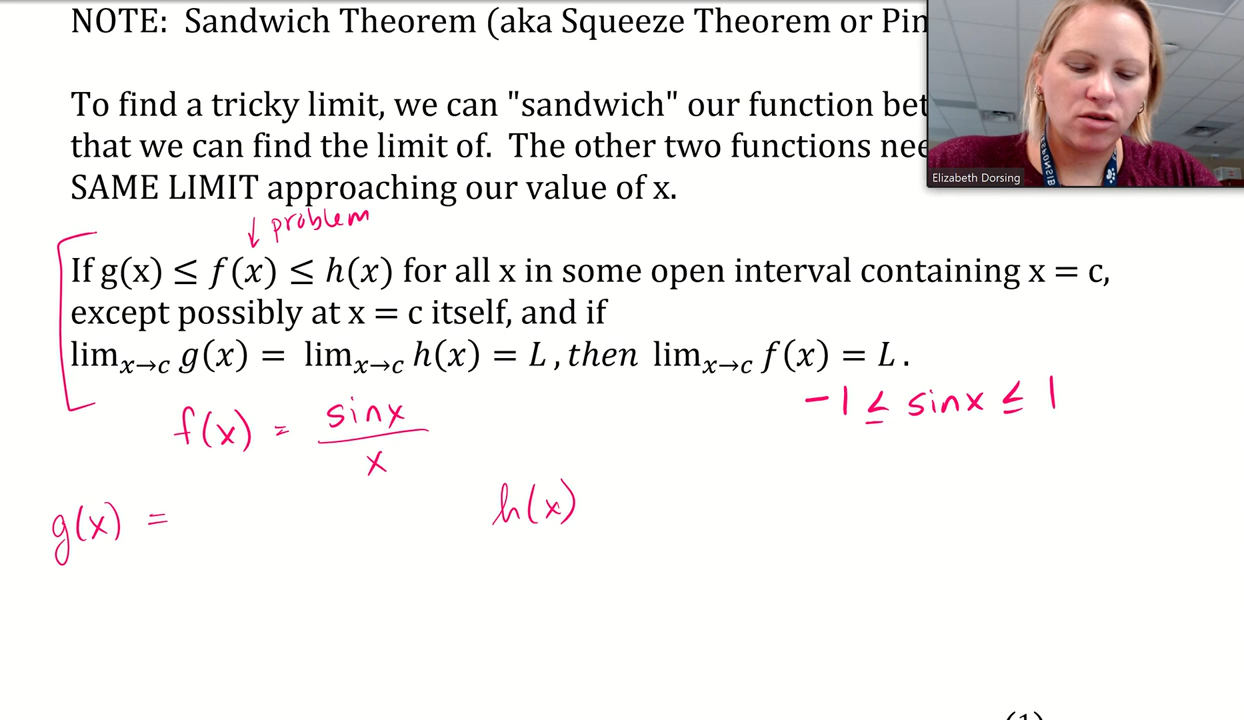 NOTE: Sandwich Theorem (aka Squeeze Theorem or Pin
To find a tricky limit, we can "sandwich" our function bet
that we can find the limit of. The other two functions nee
SAME LIMIT approaching our value of x.
↓ problem
If g(x) ≤ f(x) ≤ h(x) for all x in some open interval containing x = c,
except possibly at x = c itself, and if
lim_{x→c} g(x) = lim_{x→c} h(x) = L, then lim_{x→c} f(x) = L.
-1 ≤ sinx ≤ 1
f(x) = sinx / x
g(x) = h(x)
(1)
Elizabeth Dorsing